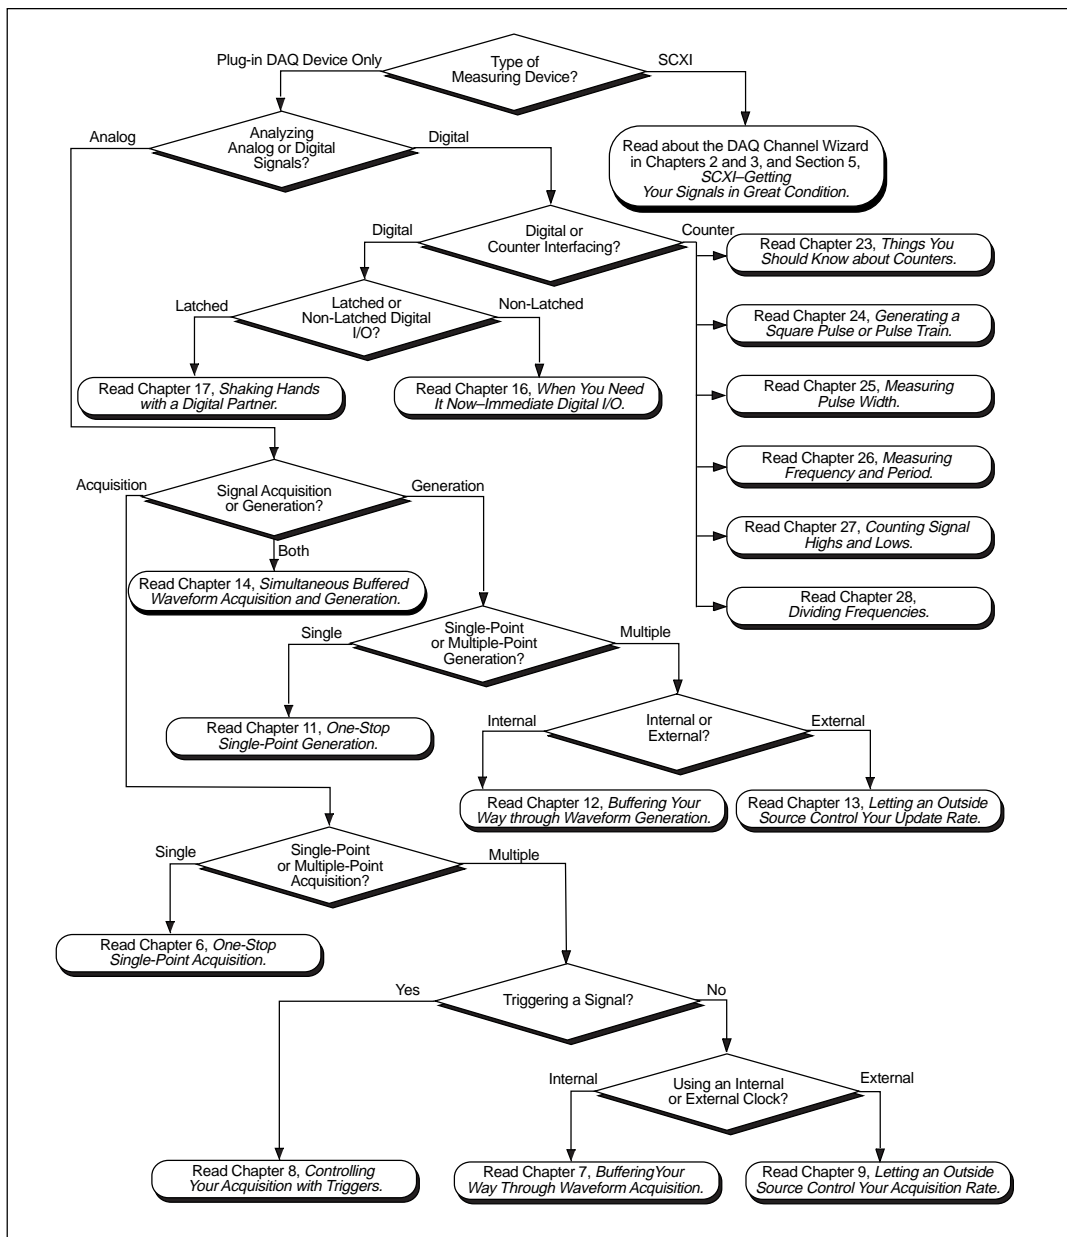 Plug-in DAQ Device Only
Type of
Measuring Device?
SCXI
Analog
Analyzing
Analog or Digital
Signals?
Digital
Read about the DAQ Channel Wizard
in Chapters 2 and 3, and Section 5,
SCXI–Getting
Your Signals in Great Condition.
Digital
Digital or
Counter Interfacing?
Counter
Read Chapter 23, Things You
Should Know about Counters.
Latched
Latched or
Non-Latched Digital
I/O?
Non-Latched
Read Chapter 24, Generating a
Square Pulse or Pulse Train.
Read Chapter 17, Shaking Hands
with a Digital Partner.
Read Chapter 16, When You Need
It Now–Immediate Digital I/O.
Read Chapter 25, Measuring
Pulse Width.
Read Chapter 26, Measuring
Frequency and Period.
Acquisition
Signal Acquisition
or Generation?
Generation
Both
Read Chapter 27, Counting Signal
Highs and Lows.
Read Chapter 14, Simultaneous Buffered
Waveform Acquisition and Generation.
Read Chapter 28,
Dividing Frequencies.
Single
Single-Point
or Multiple-Point
Generation?
Multiple
Read Chapter 11, One-Stop
Single-Point Generation.
Internal
Internal or
External?
External
Read Chapter 12, Buffering Your
Way through Waveform Generation.
Read Chapter 13, Letting an Outside
Source Control Your Update Rate.
Single
Single-Point
or Multiple-Point
Acquisition?
Multiple
Read Chapter 6, One-Stop
Single-Point Acquisition.
Yes
Triggering a Signal?
No
Internal
Using an Internal
or External Clock?
External
Read Chapter 8, Controlling
Your Acquisition with Triggers.
Read Chapter 7, BufferingYour
Way Through Waveform Acquisition.
Read Chapter 9, Letting an Outside
Source Control Your Acquisition Rate.